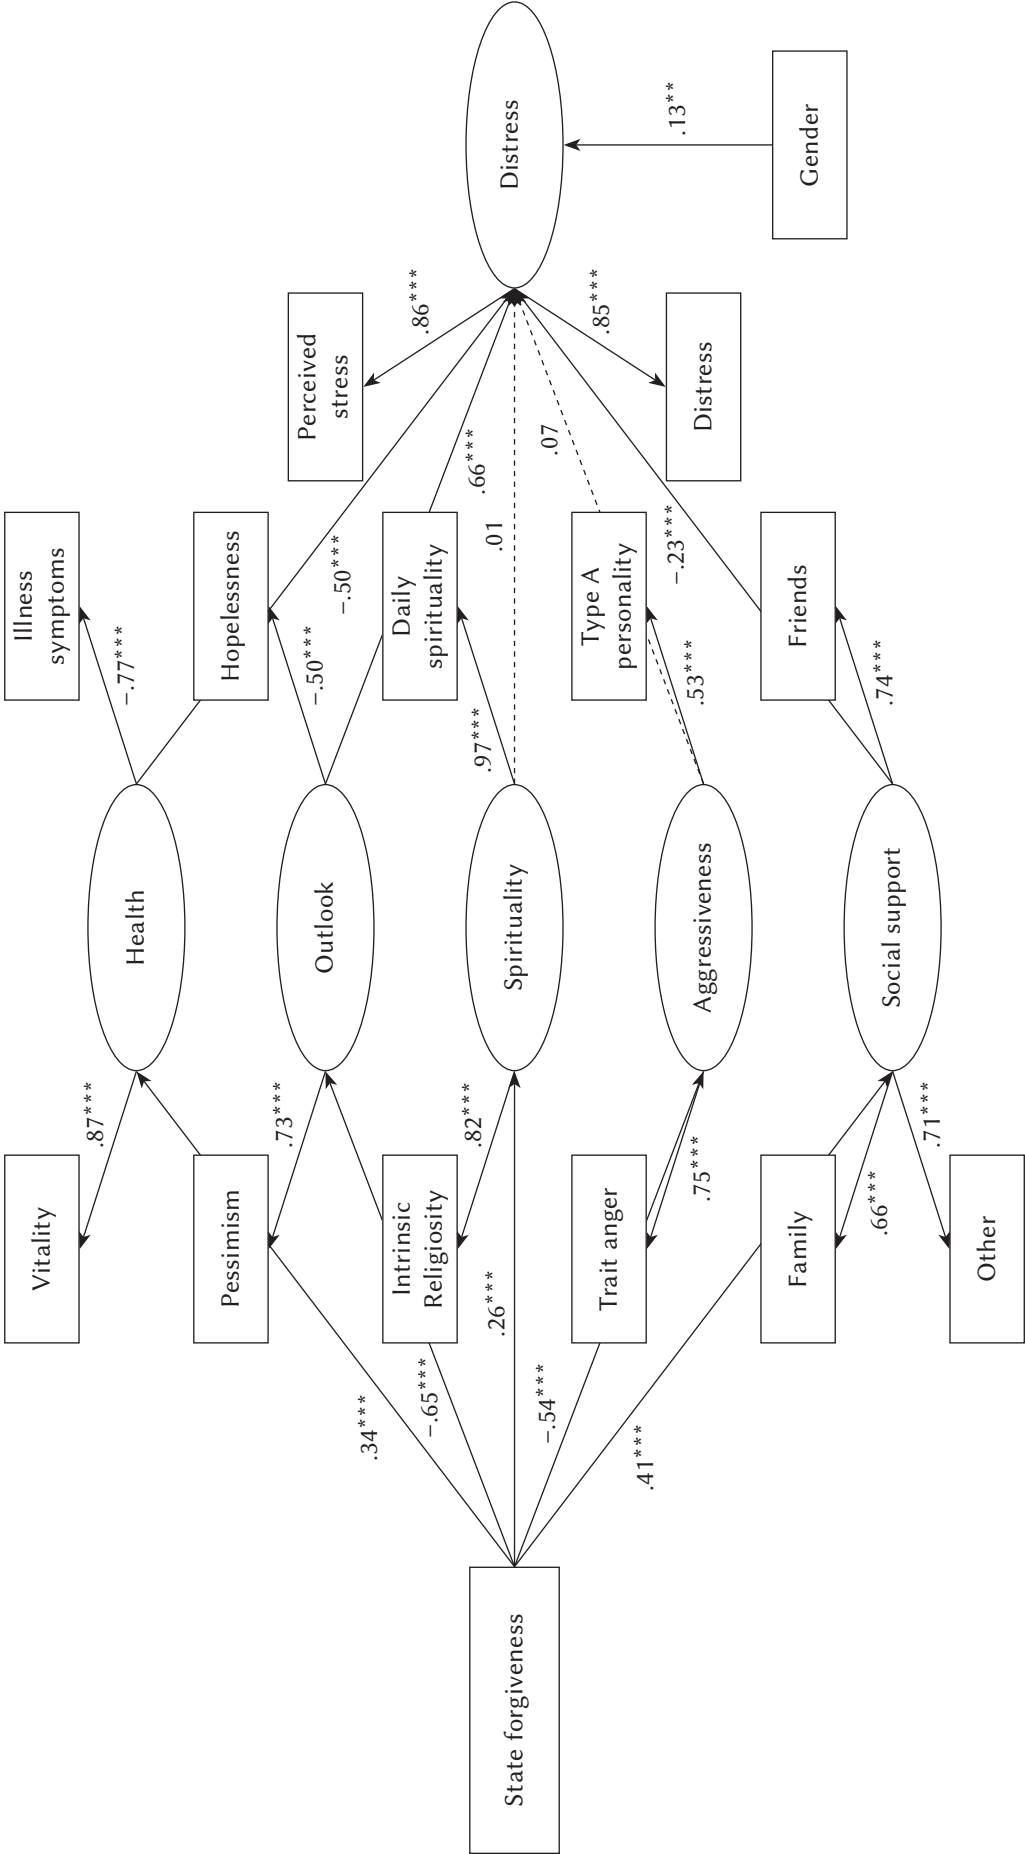 State forgiveness
.34***
−.65***
.26***
−.54***
.41***
Vitality
Pessimism
Intrinsic
Religiosity
Trait anger
Family
Other
.87***
.73***
.82***
.75***
.66***
.71***
Health
Outlook
Spirituality
Aggressiveness
Social support
−.77***
−.50***
.97***
.53***
.74***
Illness
symptoms
Hopelessness
Daily
spirituality
Type A
personality
Friends
−.50***
.66***
.01
.07
−.23***
Perceived
stress
Distress
.86***
.85***
Distress
.13**
Gender